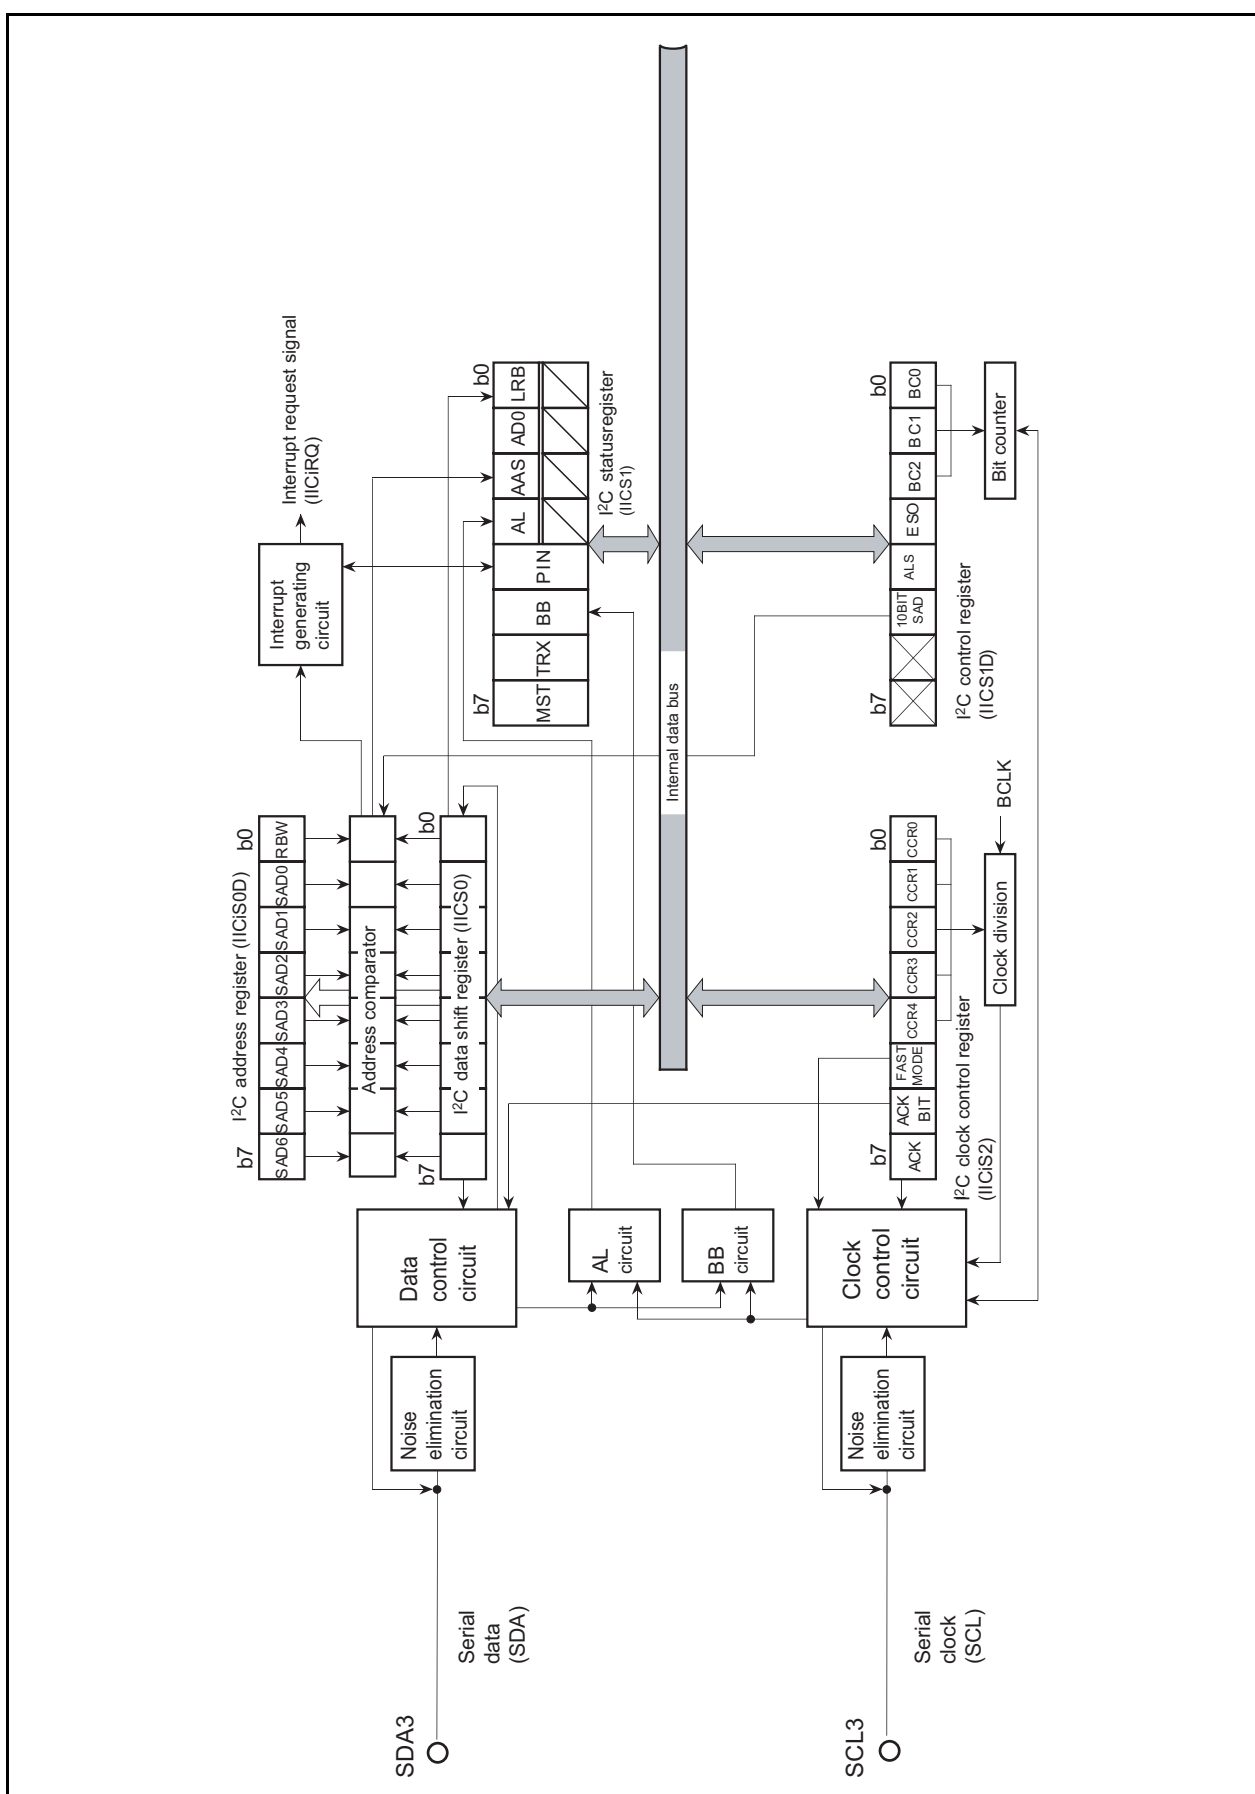 Interrupt request signal
(IICiRQ)
Interrupt
generating
circuit
I²C address register (IICiS0D)
b7
b0
SAD6
SAD5
SAD4
SAD3
SAD2
SAD1
SAD0
RBW
Address comparator
b7
b0
I²C data shift register (IICS0)
b7
b0
MST
TRX
BB
PIN
AL
AAS
AD0
LRB
I²C statusregister
(IICS1)
SDA3
Serial
data
(SDA)
Noise
elimination
circuit
Data
control
circuit
AL
circuit
BB
circuit
Internal data bus
SCL3
Serial
clock
(SCL)
Noise
elimination
circuit
Clock
control
circuit
b7
b0
ACK
ACK
BIT
FAST
MODE
CCR4
CCR3
CCR2
CCR1
CCR0
I²C clock control register
(IICiS2)
Clock division
BCLK
b7
b0
10BIT
SAD
ALS
ESO
BC2
BC1
BC0
I²C control register
(IICS1D)
Bit counter